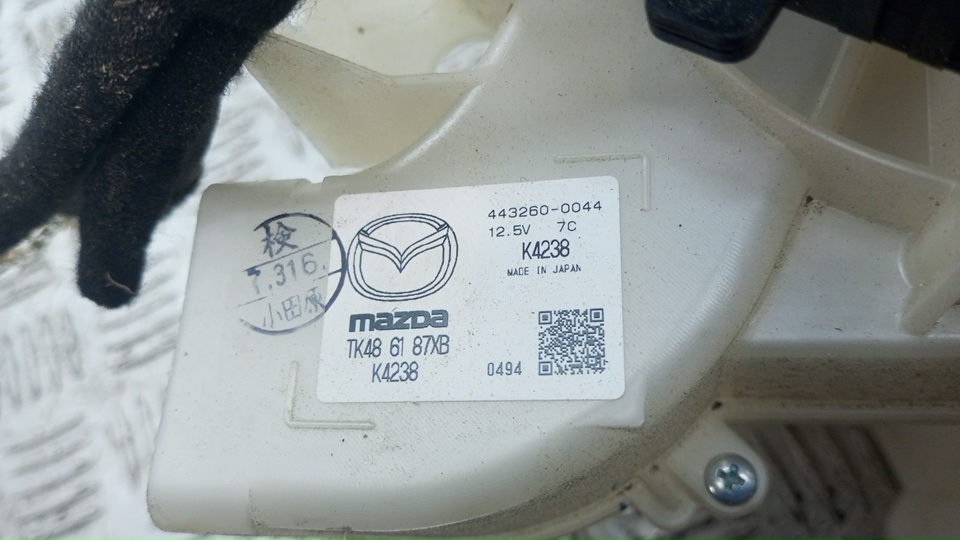 443260-0044
12.5V 7C
K4238
MADE IN JAPAN
mazda
TK48 61 87XB
K4238
0494
検
7.316
小田原